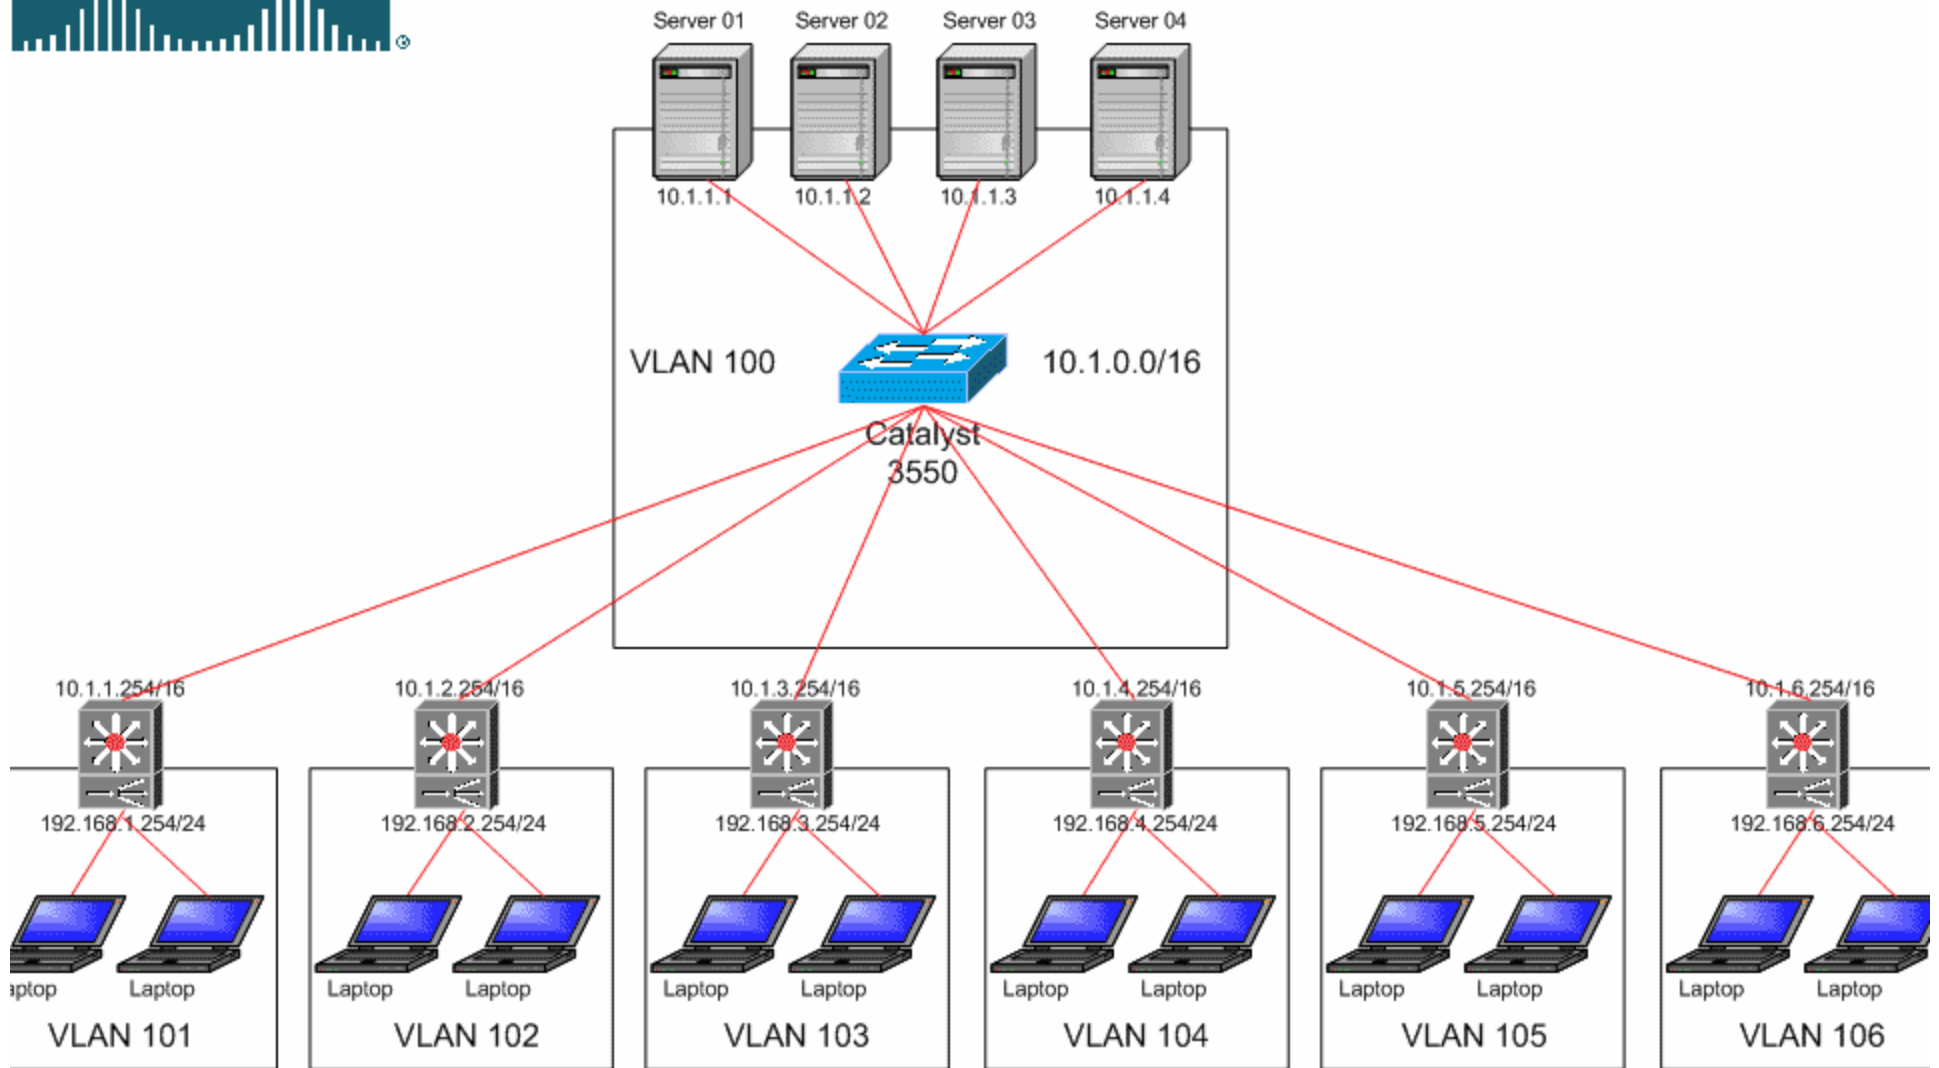 Server 01
Server 02
Server 03
Server 04
10.1.1.1
10.1.1.2
10.1.1.3
10.1.1.4
VLAN 100
10.1.0.0/16
Catalyst
3550
10.1.1.254/16
10.1.2.254/16
10.1.3.254/16
10.1.4.254/16
10.1.5.254/16
10.1.6.254/16
192.168.1.254/24
192.168.2.254/24
192.168.3.254/24
192.168.4.254/24
192.168.5.254/24
192.168.6.254/24
aptop
Laptop
Laptop
Laptop
Laptop
Laptop
Laptop
Laptop
Laptop
Laptop
Laptop
Laptop
VLAN 101
VLAN 102
VLAN 103
VLAN 104
VLAN 105
VLAN 106